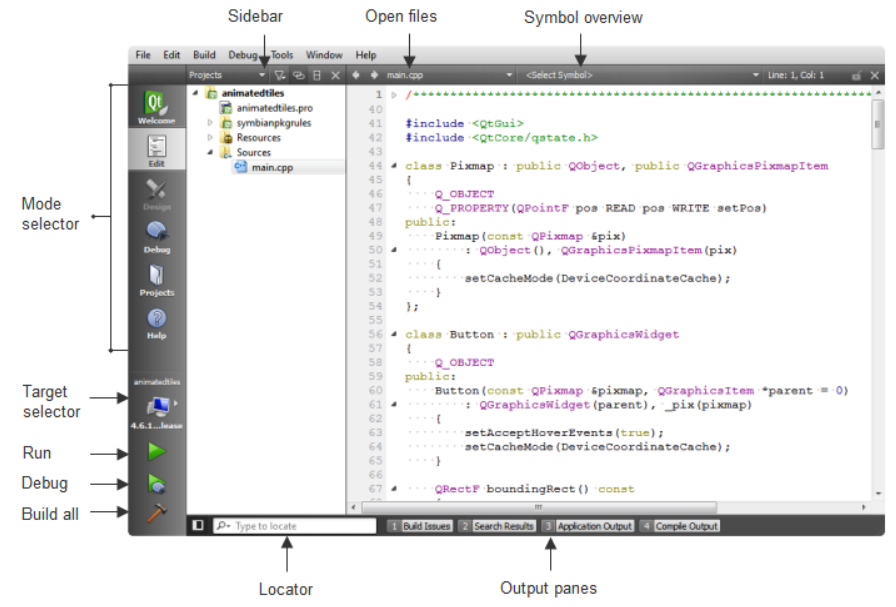 Sidebar
Open files
Symbol overview
File Edit Build Debug Tools Window Help
Projects
main.cpp
<Select Symbol>
Line: 1, Col: 1
Welcome
Edit
Design
Debug
Projects
Help
animatedtiles
4.6.1...lease
Mode
selector
Target
selector
Run
Debug
Build all
animatedtiles
animatedtiles.pro
symbianpkgrules
Resources
Sources
main.cpp
1 /****************************************************************************
40
41 #include <QtGui>
42 #include <QtCore/qstate.h>
43
44 class Pixmap : public QObject, public QGraphicsPixmapItem
45 {
46 Q_OBJECT
47 Q_PROPERTY(QPointF pos READ pos WRITE setPos)
48 public:
49 Pixmap(const QPixmap &pix)
50 : QObject(), QGraphicsPixmapItem(pix)
51 {
52 setCacheMode(DeviceCoordinateCache);
53 }
54 };
55
56 class Button : public QGraphicsWidget
57 {
58 Q_OBJECT
59 public:
60 Button(const QPixmap &pixmap, QGraphicsItem *parent = 0)
61 : QGraphicsWidget(parent), _pix(pixmap)
62 {
63 setAcceptHoverEvents(true);
64 setCacheMode(DeviceCoordinateCache);
65 }
66
67 QRectF boundingRect() const
Type to locate
1 Build Issues 2 Search Results 3 Application Output 4 Compile Output
Locator
Output panes